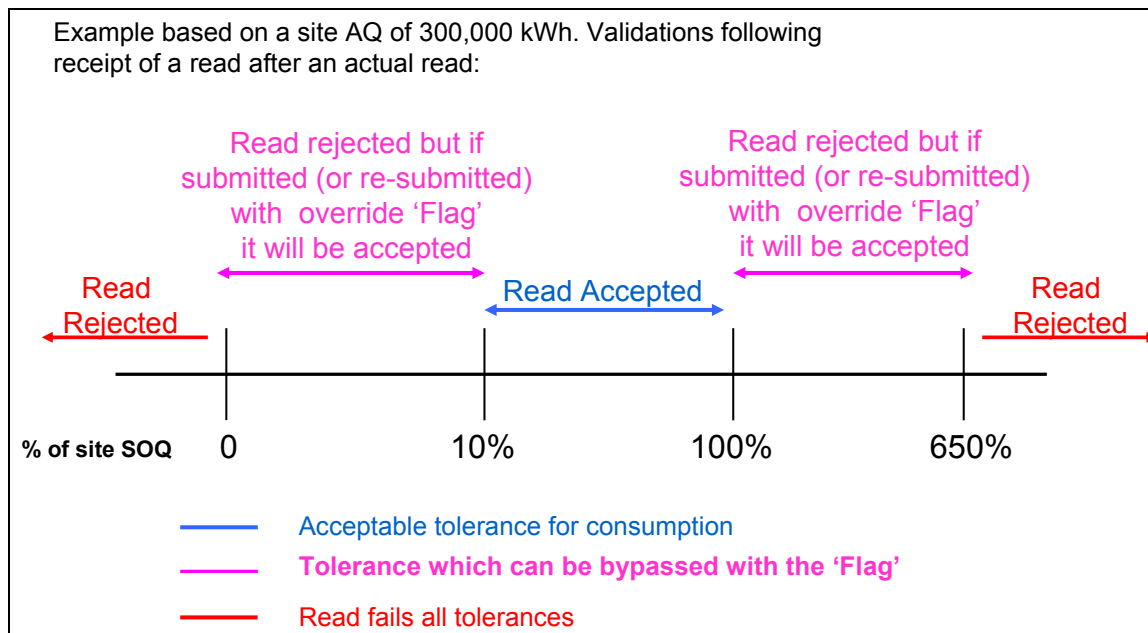 Example based on a site AQ of 300,000 kWh. Validations following
receipt of a read after an actual read:
Read rejected but if
submitted (or re-submitted)
with override ‘Flag’
it will be accepted
Read rejected but if
submitted (or re-submitted)
with override ‘Flag’
it will be accepted
Read
Rejected
Read Accepted
Read
Rejected
% of site SOQ 0 10% 100% 650%
Acceptable tolerance for consumption
Tolerance which can be bypassed with the ‘Flag’
Read fails all tolerances